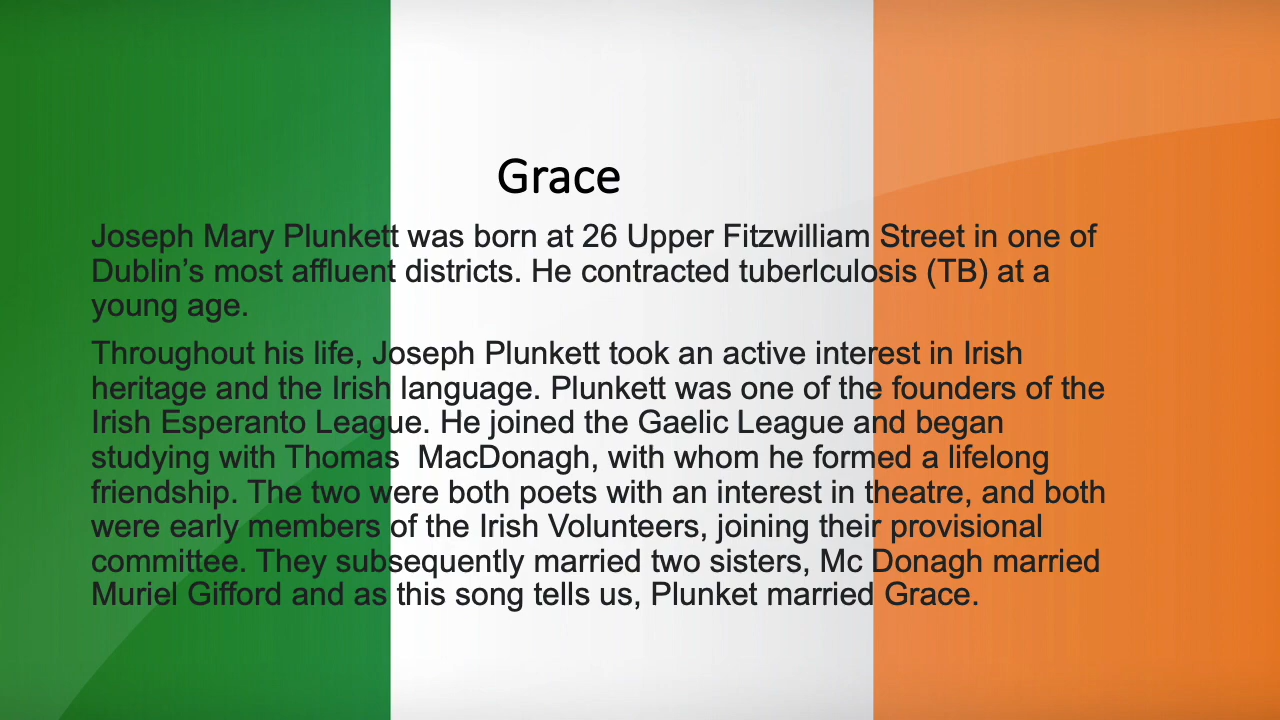 Grace
Joseph Mary Plunkett was born at 26 Upper Fitzwilliam Street in one of
Dublin’s most affluent districts. He contracted tuberlculosis (TB) at a
young age.
Throughout his life, Joseph Plunkett took an active interest in Irish
heritage and the Irish language. Plunkett was one of the founders of the
Irish Esperanto League. He joined the Gaelic League and began
studying with Thomas  MacDonagh, with whom he formed a lifelong
friendship. The two were both poets with an interest in theatre, and both
were early members of the Irish Volunteers, joining their provisional
committee. They subsequently married two sisters, Mc Donagh married
Muriel Gifford and as this song tells us, Plunket married Grace.